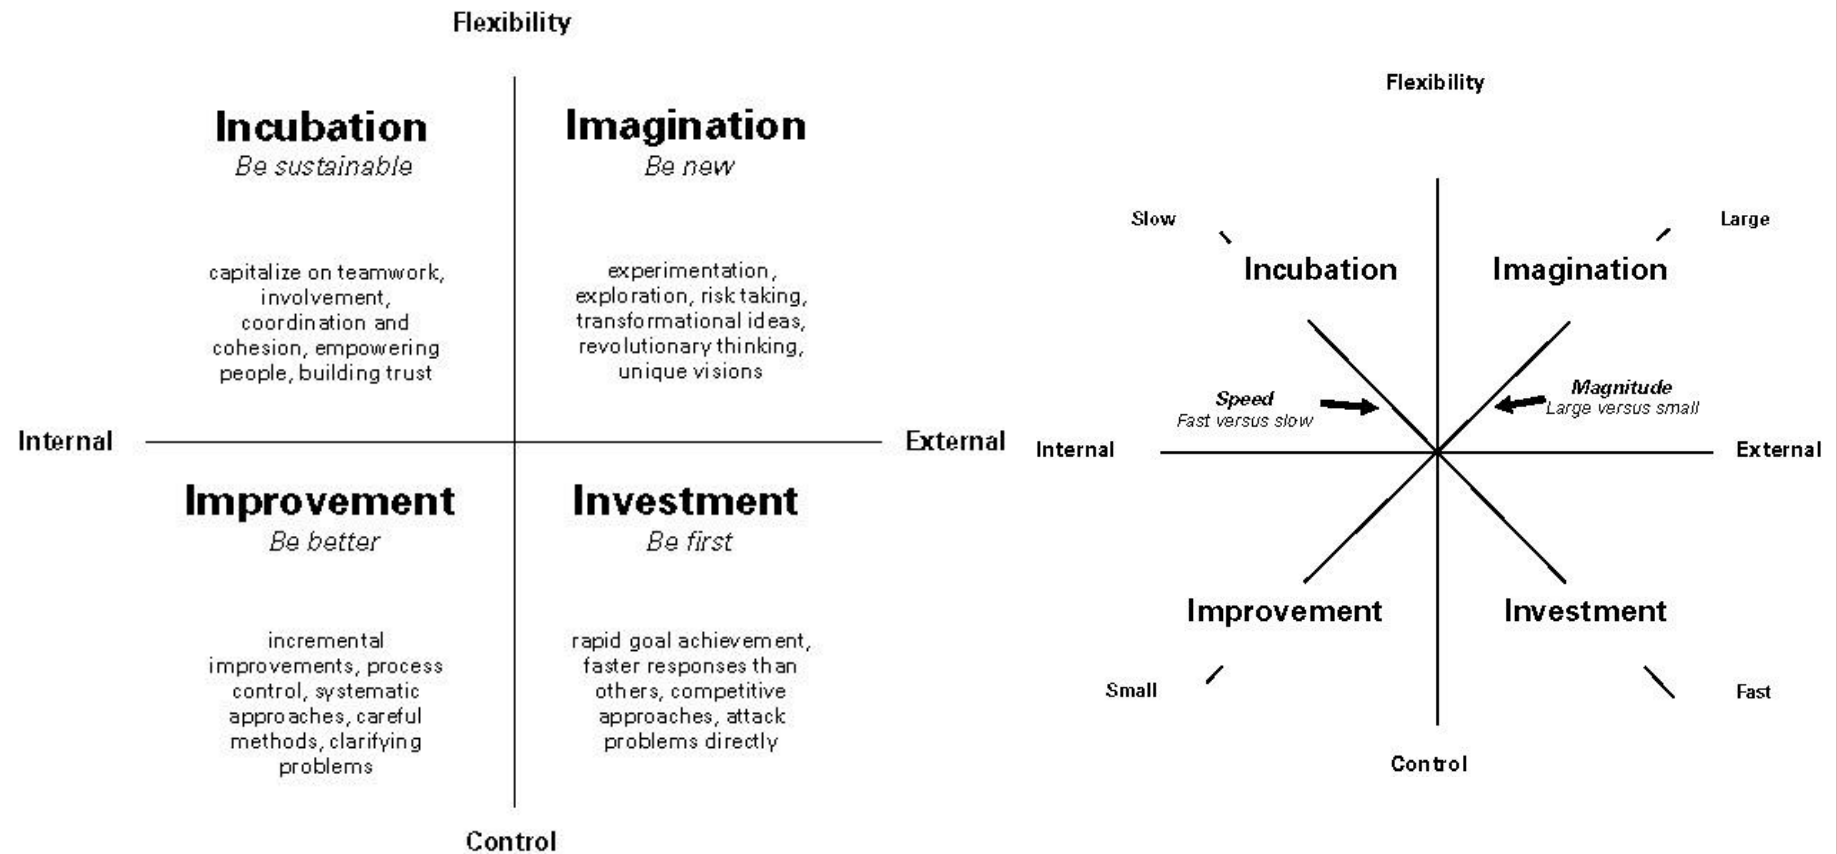 Flexibility
Incubation
Be sustainable
capitalize on teamwork,
involvement,
coordination and
cohesion, empowering
people, building trust
Imagination
Be new
experimentation,
exploration, risk taking,
transformational ideas,
revolutionary thinking,
unique visions
Internal
External
Improvement
Be better
incremental
improvements, process
control, systematic
approaches, careful
methods, clarifying
problems
Investment
Be first
rapid goal achievement,
faster responses than
others, competitive
approaches, attack
problems directly
Control
Flexibility
Slow
Large
Incubation
Imagination
Speed
Fast versus slow
Magnitude
Large versus small
Internal
External
Improvement
Investment
Small
Fast
Control